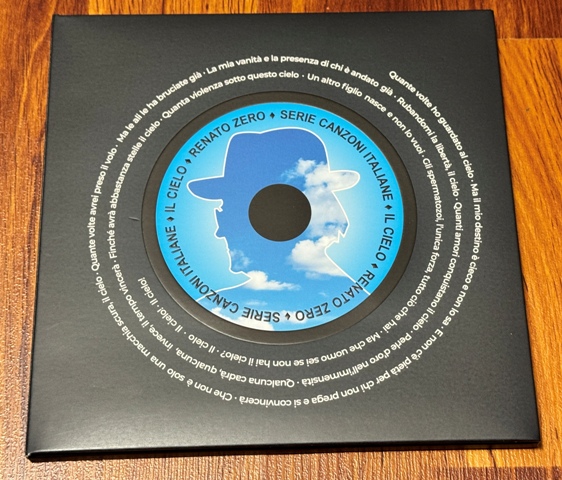 Quante volte ho guardato al cielo · Ma il mio destino è cieco e non lo sa · E non c'è pietà per chi non prega e si convincerà · Che non è solo una macchia scura, il cielo · Quante volte avrei preso il volo · Ma le ali le ha bruciate già · La mia vanità e la presenza di chi è andato già · Rubandomi la libertà, il cielo · Quanti amori conquistano il cielo · Perle d'oro nell'immensità · Qualcuna cadrà, qualcuna, invece, il tempo vincerà · Finché avrà abbastanza stelle il cielo · Quanta violenza sotto questo cielo · Un altro figlio nasce e non lo vuoi · Gli spermatozoi, l'unica forza, tutto ciò che hai · Ma che uomo sei se non hai il cielo? · Il cielo · Il cielo · Il cielo!
RENATO ZERO ♦ SERIE CANZONI ITALIANE ♦ IL CIELO ♦ RENATO ZERO ♦ SERIE CANZONI ITALIANE ♦ IL CIELO ♦